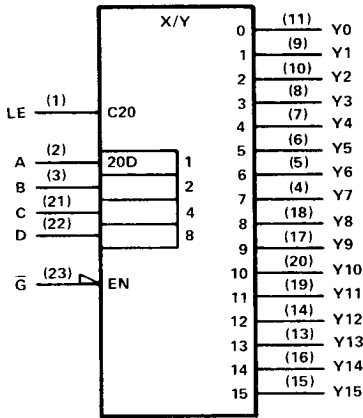 X/Y
0 (11) Y0
1 (9) Y1
2 (10) Y2
3 (8) Y3
LE (1) C20
4 (7) Y4
A (2) 20D 1
5 (6) Y5
B (3) 2
6 (5) Y6
C (21) 4
7 (4) Y7
D (22) 8
8 (18) Y8
9 (17) Y9
G̅ (23) EN
10 (20) Y10
11 (19) Y11
12 (14) Y12
13 (13) Y13
14 (16) Y14
15 (15) Y15